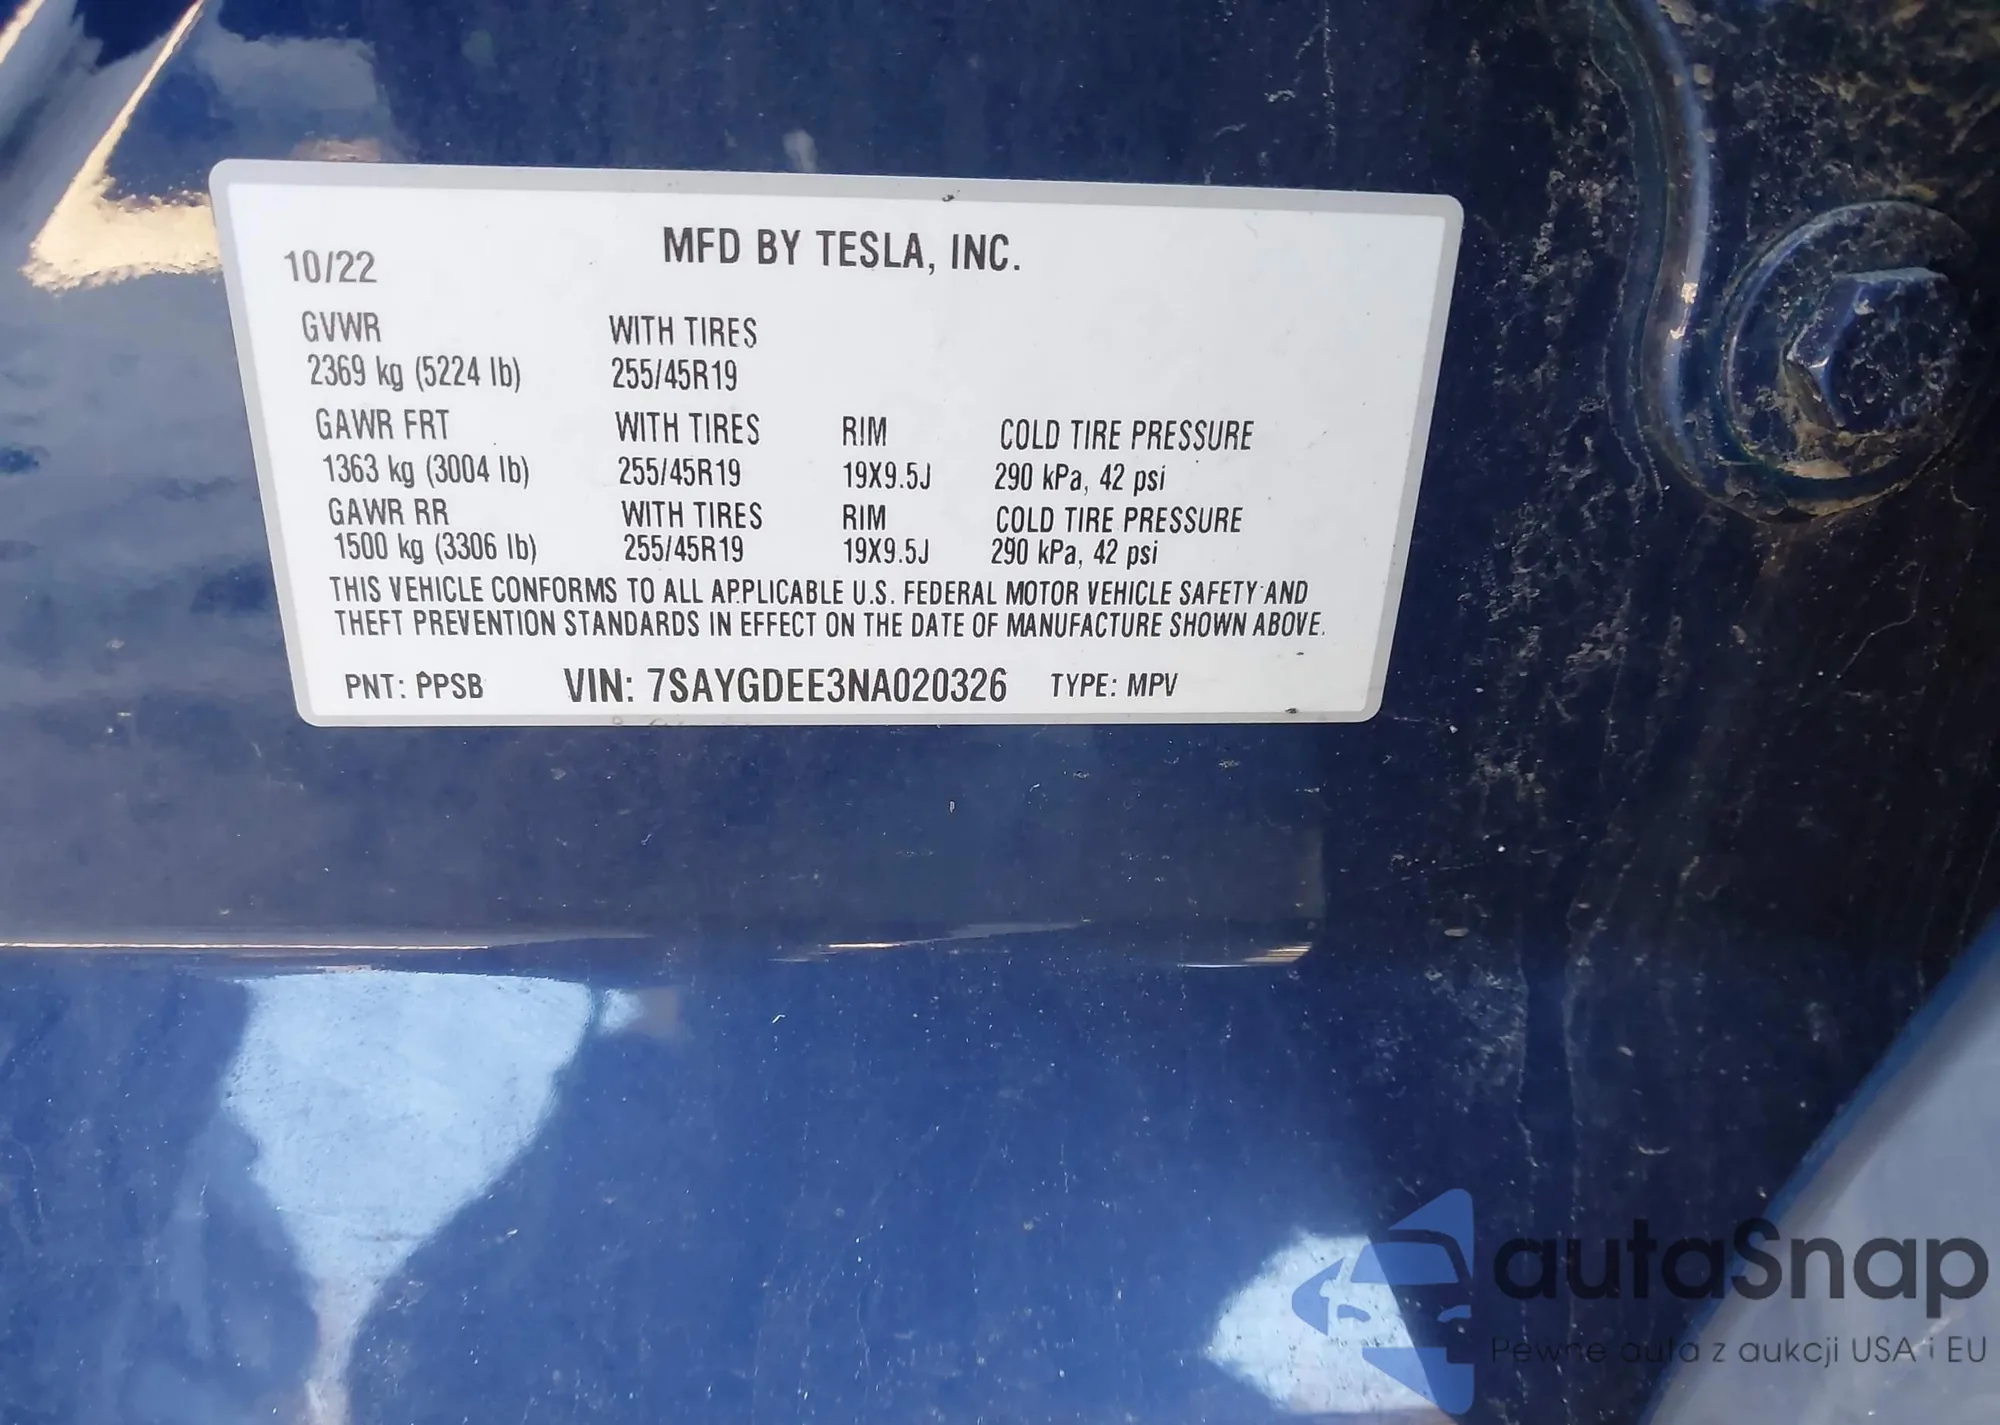 MFD BY TESLA, INC.
10/22
GVWR WITH TIRES
2369 kg (5224 lb) 255/45R19
GAWR FRT WITH TIRES RIM COLD TIRE PRESSURE
1363 kg (3004 lb) 255/45R19 19X9.5J 290 kPa, 42 psi
GAWR RR WITH TIRES RIM COLD TIRE PRESSURE
1500 kg (3306 lb) 255/45R19 19X9.5J 290 kPa, 42 psi
THIS VEHICLE CONFORMS TO ALL APPLICABLE U.S. FEDERAL MOTOR VEHICLE SAFETY AND
THEFT PREVENTION STANDARDS IN EFFECT ON THE DATE OF MANUFACTURE SHOWN ABOVE.
PNT: PPSB VIN: 7SAYGDEE3NA020326 TYPE: MPV
autaSnap
Pewne auta z aukcji USA i EU